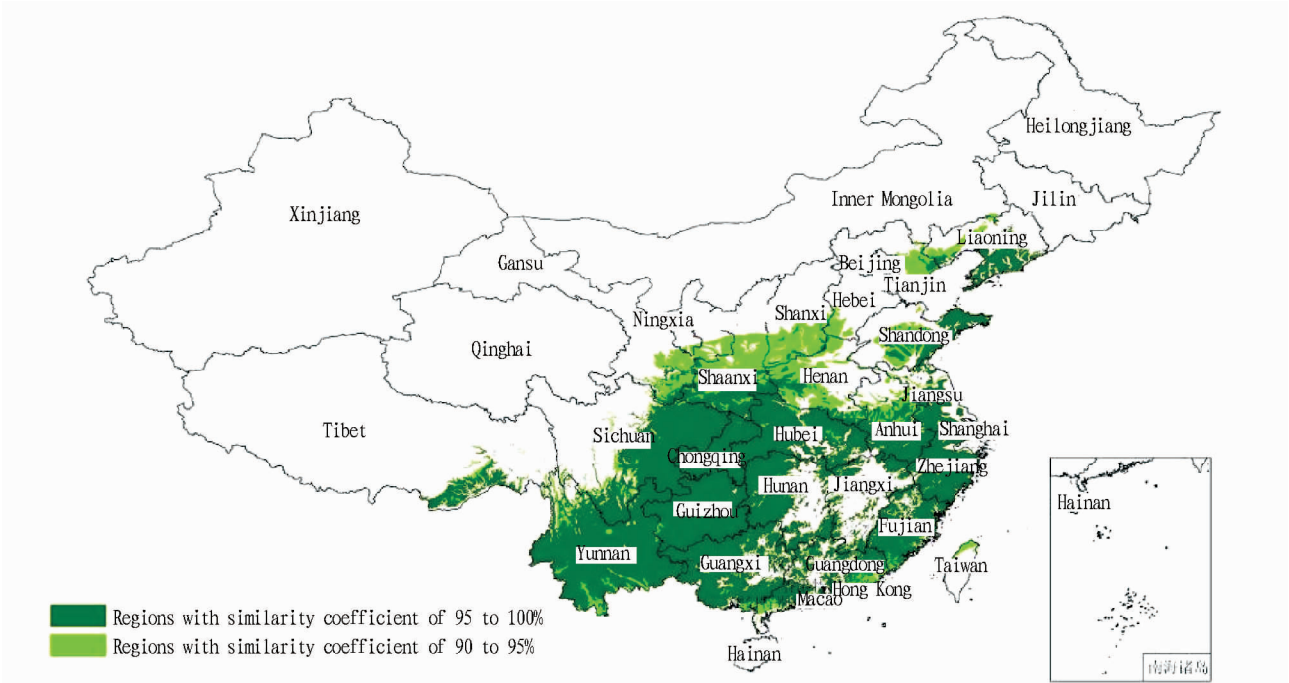 Heilongjiang
Inner Mongolia
Jilin
Xinjiang
Liaoning
Gansu
Beijing
Tianjin
Hebei
Shanxi
Ningxia
Shandong
Qinghai
Shaanxi
Henan
Jiangsu
Tibet
Sichuan
Hubei
Anhui
Shanghai
Chongqing
Zhejiang
Hunan
Jiangxi
Guizhou
Fujian
Yunnan
Guangxi
Guangdong
Taiwan
Hong Kong
Macao
Hainan
Hainan
南海诸岛
Regions with similarity coefficient of 95 to 100%
Regions with similarity coefficient of 90 to 95%